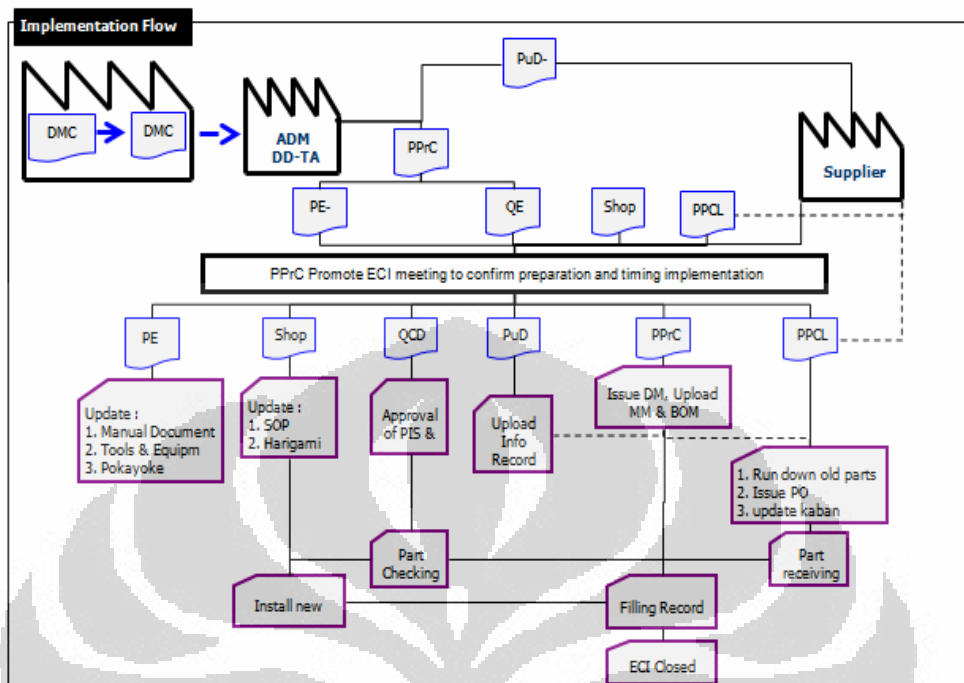 Implementation Flow
PuD-
DMC
DMC
ADM
DD-TA
PPrC
Supplier
PE-
QE
Shop
PPCL
PPrC Promote ECI meeting to confirm preparation and timing implementation
PE
Shop
QCD
PuD
PPrC
PPCL
Update :
1. Manual Document
2. Tools & Equipm
3. Pokayoke
Update :
1. SOP
2. Harigami
Approval
of PIS &
Upload
Info
Record
Issue DM, Upload
MM & BOM
1. Run down old parts
2. Issue PO
3. update kaban
Part
Checking
Part
receiving
Install new
Filling Record
ECI Closed